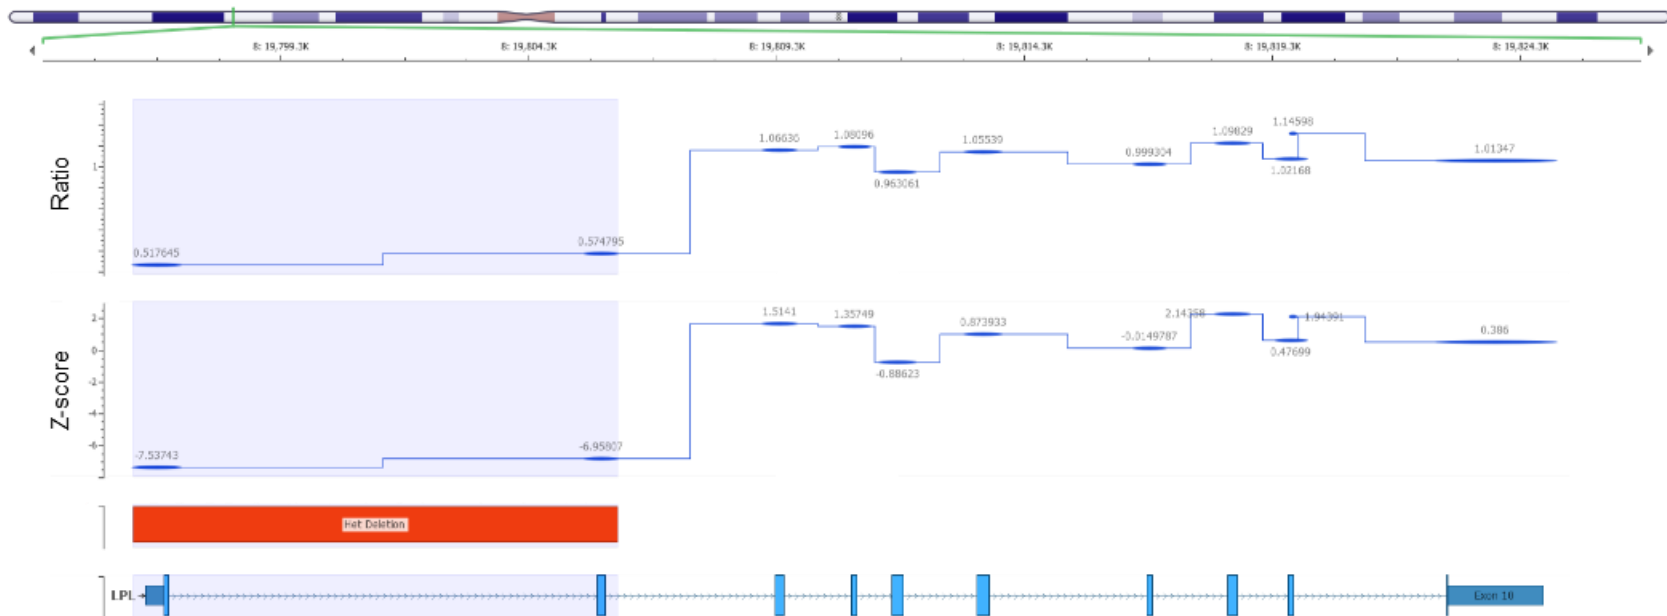 8: 19,799.3K 8: 19,804.3K 8: 19,809.3K 8: 19,814.3K 8: 19,819.3K 8: 19,824.3K
Ratio
1
0.517645 0.574795 1.06636 1.08096 0.963061 1.05539 0.999304 1.09829 1.02168 1.14598 1.01347
Z-score
2
0
-2
-4
-6
-7.53743 -6.95807 1.5141 1.35749 -0.88623 0.873933 -0.0149787 2.14358 0.47699 1.94391 0.386
Het Deletion
LPL
Exon 10